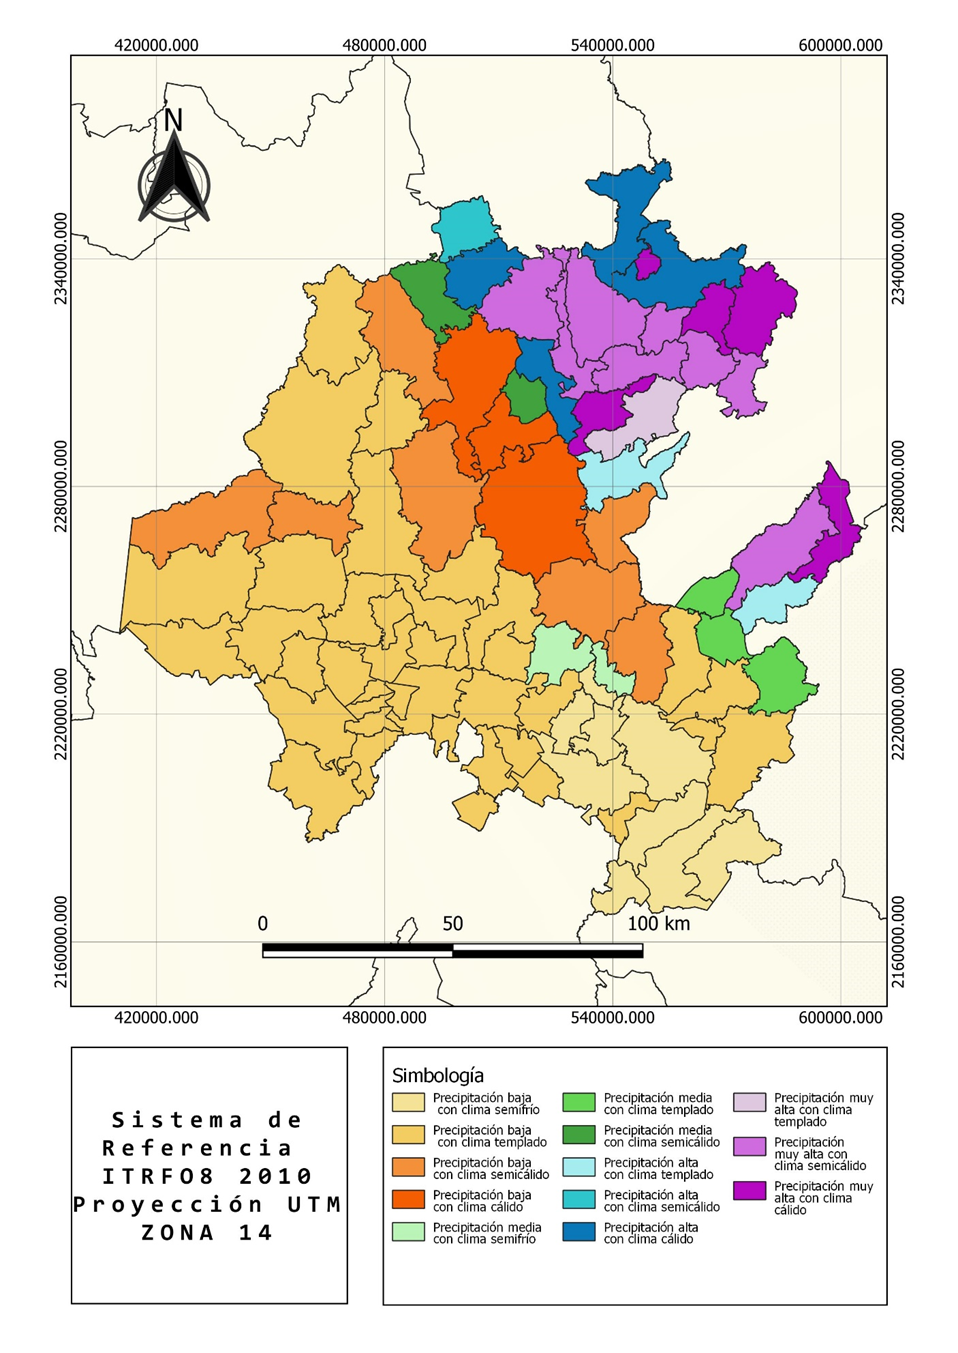 420000.000 480000.000 540000.000 600000.000
N
2340000.000 2340000.000
2280000.000 2280000.000
2220000.000 2220000.000
2160000.000 2160000.000
0 50 100 km
420000.000 480000.000 540000.000 600000.000
Sistema de
Referencia
ITRFO8 2010
Proyección UTM
ZONA 14
Simbología
Precipitación baja
con clima semifrío
Precipitación baja
con clima templado
Precipitación baja
con clima semicálido
Precipitación baja
con clima cálido
Precipitación media
con clima semifrío
Precipitación media
con clima templado
Precipitación media
con clima semicálido
Precipitación alta
con clima templado
Precipitación alta
con clima semicálido
Precipitación alta
con clima cálido
Precipitación muy
alta con clima
templado
Precipitación
muy alta con
clima semicálido
Precipitación muy
alta con clima
cálido